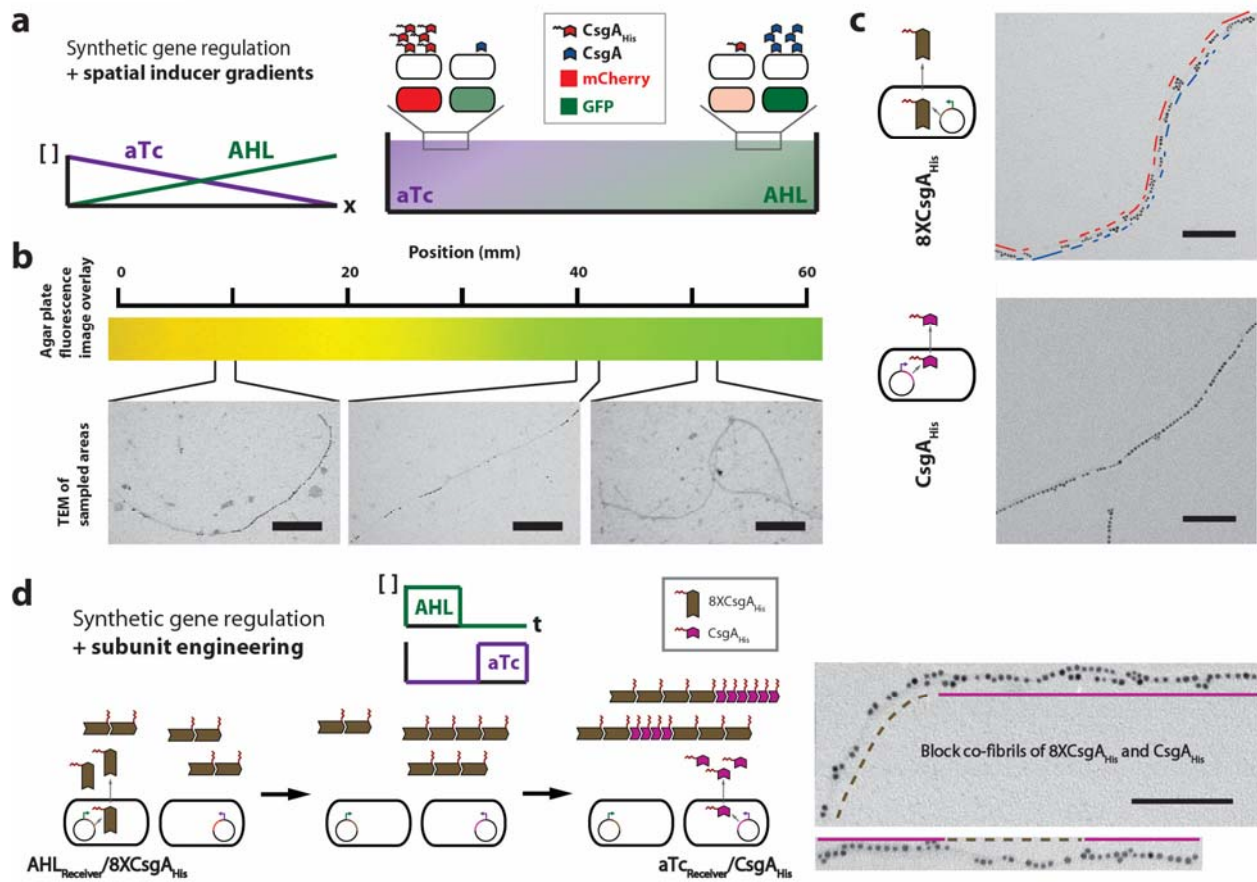 a
Synthetic gene regulation
+ spatial inducer gradients
[ ]
aTc
AHL
x
CsgAHis
CsgA
mCherry
GFP
aTc
AHL
b
Position (mm)
0
20
40
60
Agar plate
fluorescence
image overlay
TEM of
sampled areas
c
8XCsgAHis
CsgAHis
d
Synthetic gene regulation
+ subunit engineering
[ ]
AHL
t
aTc
8XCsgAHis
CsgAHis
AHLReceiver/8XCsgAHis
aTcReceiver/CsgAHis
Block co-fibrils of 8XCsgAHis and CsgAHis